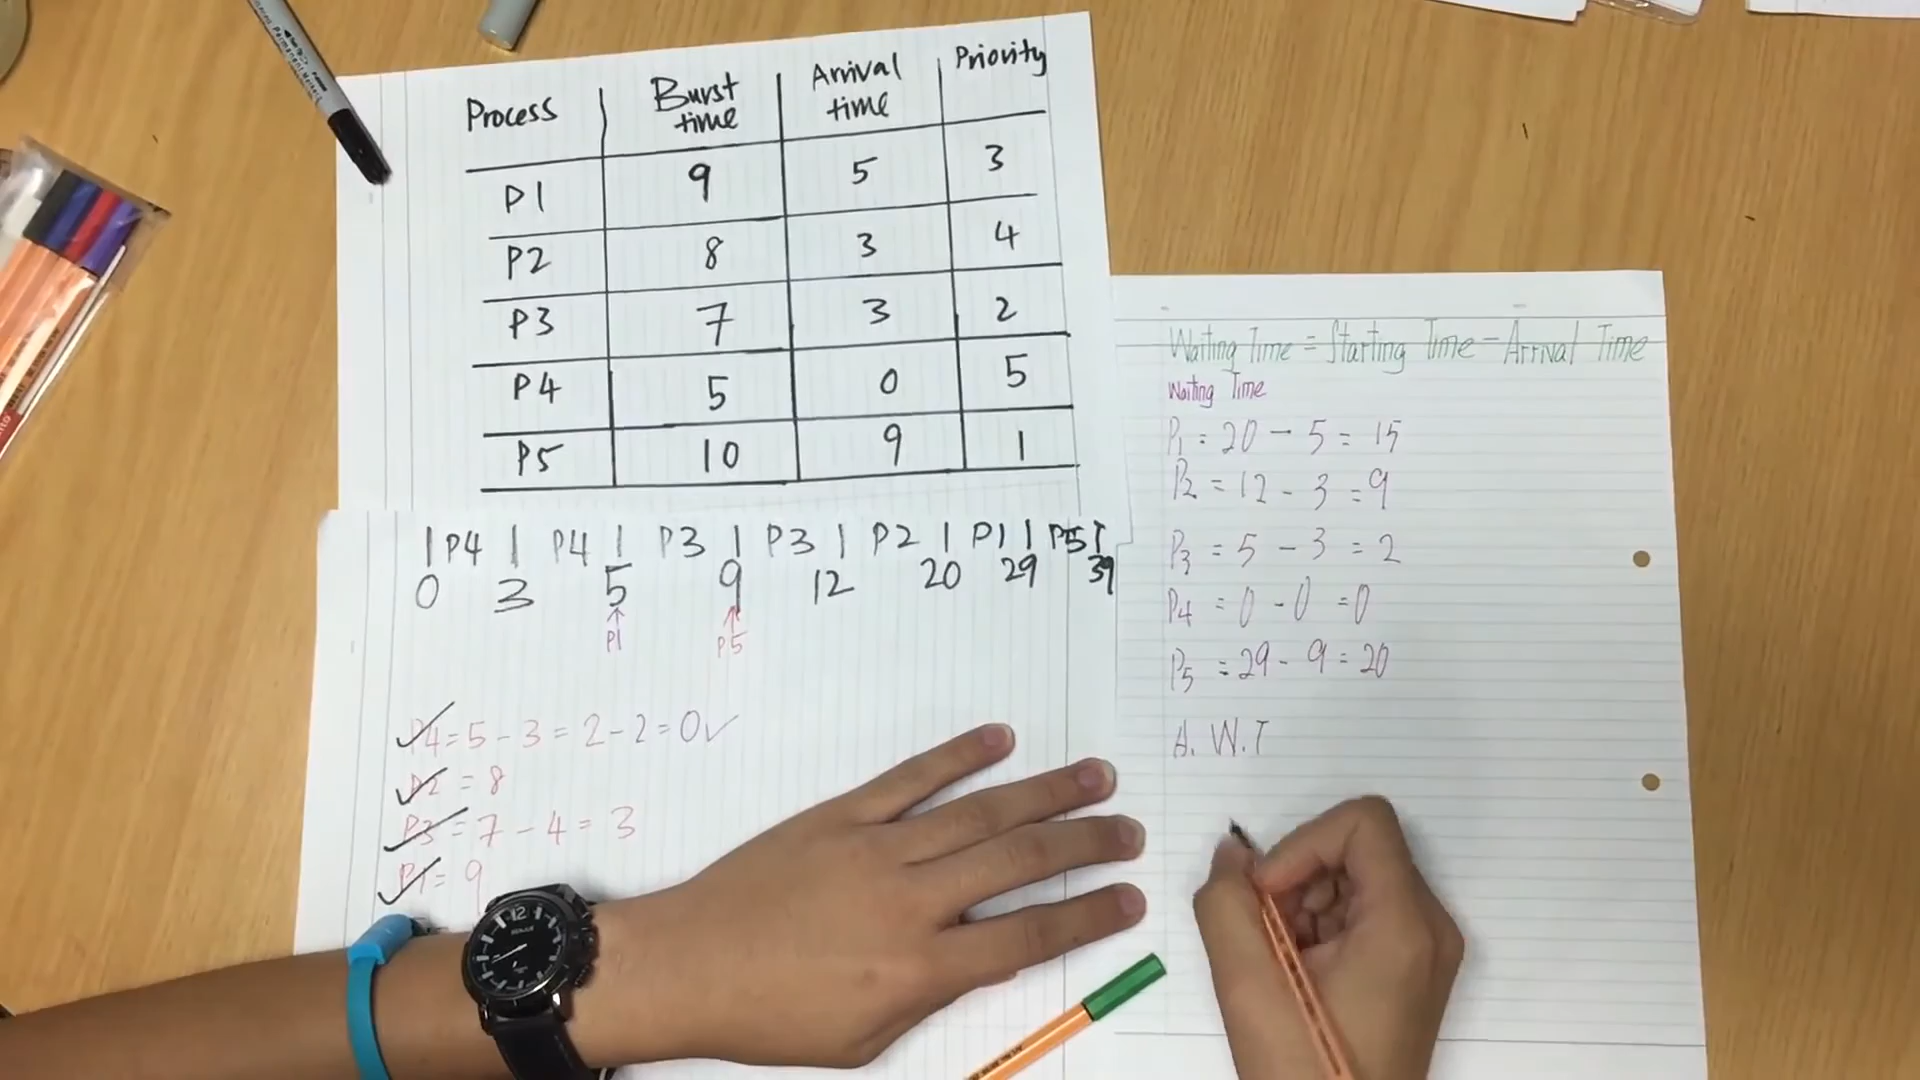 Process Burst time Arrival time Priority
P1 9 5 3
P2 8 3 4
P3 7 3 2
P4 5 0 5
P5 10 9 1
P4 P4 P3 P3 P2 P1 P5
0 3 5 9 12 20 29 39
P1 P5
P4 = 5 - 3 = 2 - 2 = 0 ✓
P2 = 8
P3 = 7 - 4 = 3
P1 = 9
Waiting Time = Starting Time - Arrival Time
Waiting Time
P1 = 20 - 5 = 15
P2 = 12 - 3 = 9
P3 = 5 - 3 = 2
P4 = 0 - 0 = 0
P5 = 29 - 9 = 20
A. W.T